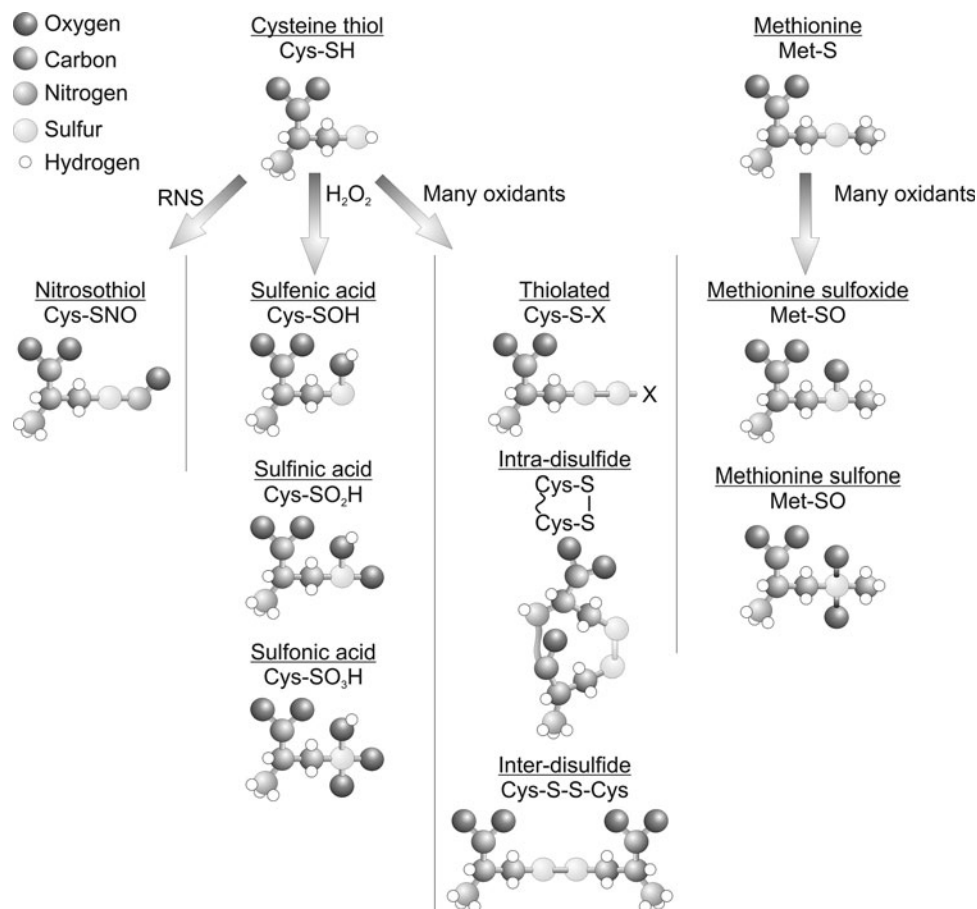 Oxygen
Carbon
Nitrogen
Sulfur
Hydrogen
Cysteine thiol
Cys-SH
Methionine
Met-S
RNS
H₂O₂
Many oxidants
Many oxidants
Nitrosothiol
Cys-SNO
Sulfenic acid
Cys-SOH
Thiolated
Cys-S-X
Methionine sulfoxide
Met-SO
X
Sulfinic acid
Cys-SO₂H
Intra-disulfide
Cys-S
Cys-S
Methionine sulfone
Met-SO
Sulfonic acid
Cys-SO₃H
Inter-disulfide
Cys-S-S-Cys